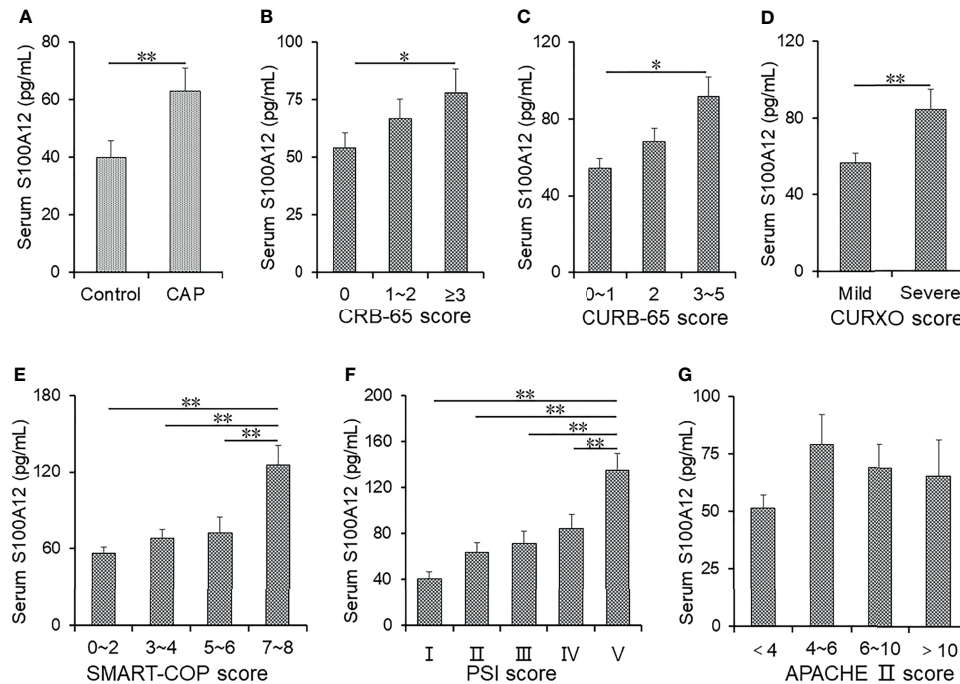 A
Serum S100A12 (pg/mL)
80
60
40
20
0
**
Control CAP
B
Serum S100A12 (pg/mL)
100
75
50
25
0
*
0 1~2 ≥3
CRB-65 score
C
Serum S100A12 (pg/mL)
120
80
40
0
*
0~1 2 3~5
CURB-65 score
D
Serum S100A12 (pg/mL)
120
80
40
0
**
Mild Severe
CURXO score
E
Serum S100A12 (pg/mL)
180
120
60
0
**
**
**
0~2 3~4 5~6 7~8
SMART-COP score
F
Serum S100A12 (pg/mL)
200
160
120
80
40
0
**
**
**
**
I II III IV V
PSI score
G
Serum S100A12 (pg/mL)
100
75
50
25
0
< 4 4~6 6~10 > 10
APACHE II score